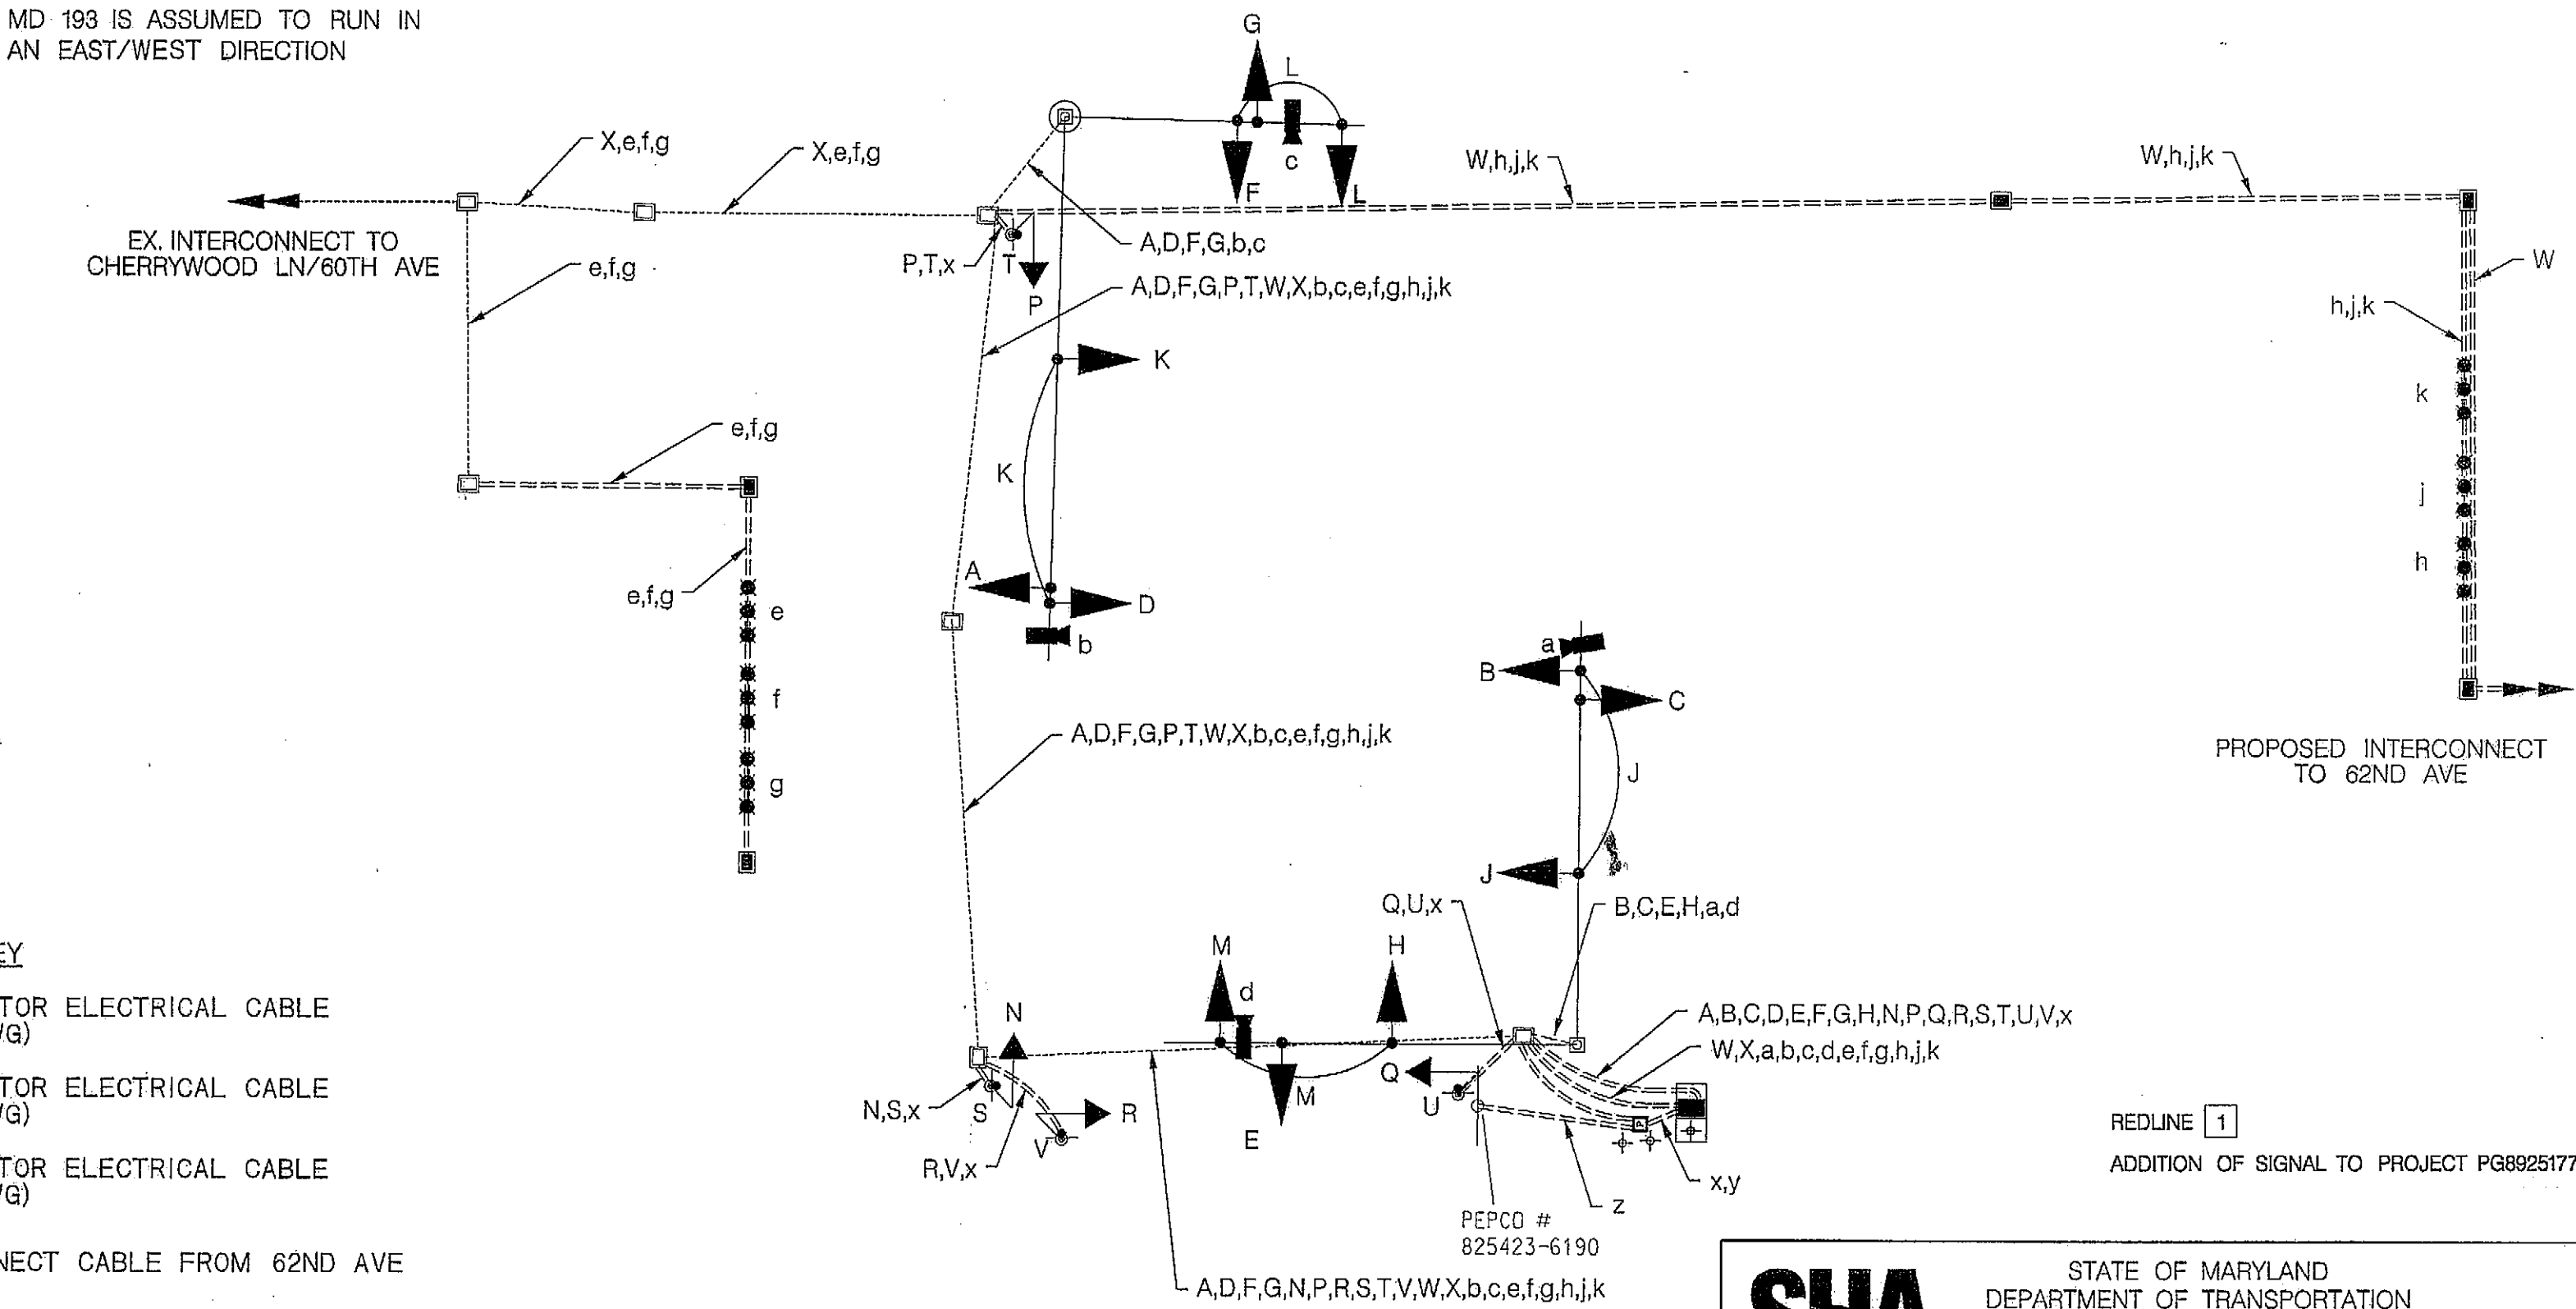 MD 193 IS ASSUMED TO RUN IN
AN EAST/WEST DIRECTION
G
L
X,e,f,g
X,e,f,g
c
W,h,j,k
W,h,j,k
F
L
EX. INTERCONNECT TO
CHERRYWOOD LN/60TH AVE
A,D,F,G,b,c
P,T,x
T
e,f,g
W
A,D,F,G,P,T,W,X,b,c,e,f,g,h,j,k
P
h,j,k
K
k
e,f,g
K
j
h
A
D
e,f,g
e
b
a
B
C
f
A,D,F,G,P,T,W,X,b,c,e,f,g,h,j,k
J
PROPOSED INTERCONNECT
TO 62ND AVE
g
J
Q,U,x
B,C,E,H,a,d
EY
M
H
d
N
TOR ELECTRICAL CABLE
/G)
A,B,C,D,E,F,G,H,N,P,Q,R,S,T,U,V,x
W,X,a,b,c,d,e,f,g,h,j,k
Q
M
U
N,S,x
S
R
TOR ELECTRICAL CABLE
/G)
P
REDLINE 1
E
V
R,V,x
ADDITION OF SIGNAL TO PROJECT PG8925177
TOR ELECTRICAL CABLE
/G)
x,y
z
PEPCO #
825423-6190
NECT CABLE FROM 62ND AVE
A,D,F,G,N,P,R,S,T,V,W,X,b,c,e,f,g,h,j,k
SHA
STATE OF MARYLAND
DEPARTMENT OF TRANSPORTATION